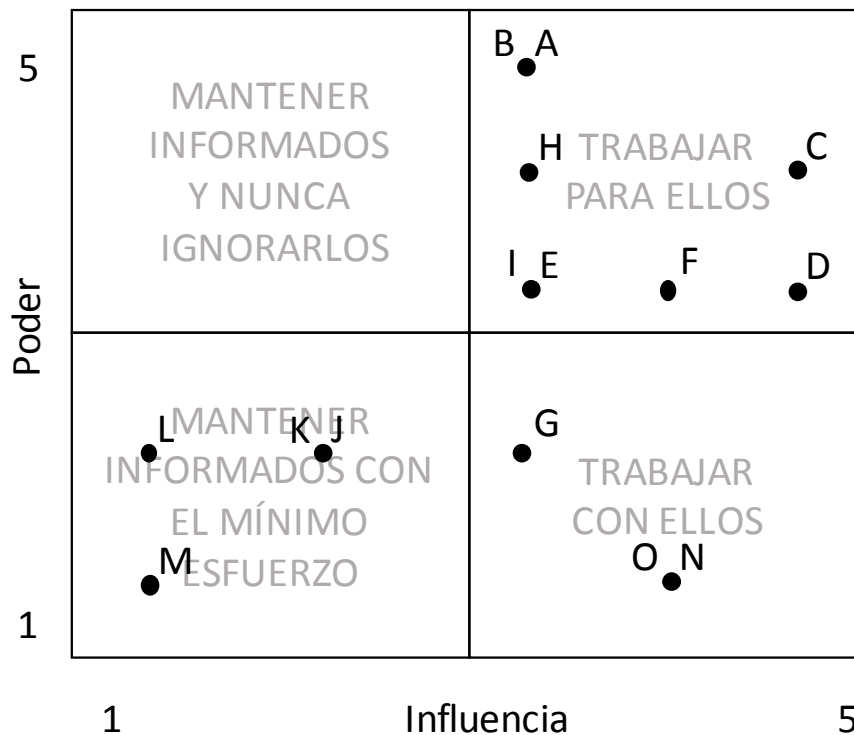 B A
5
MANTENER
INFORMADOS
Y NUNCA
IGNORARLOS
H
TRABAJAR
PARA ELLOS
C
I E
F
D
Poder
L
MANTENER
K J
INFORMADOS CON
EL MÍNIMO
ESFUERZO
M
G
TRABAJAR
CON ELLOS
O N
1
1
Influencia
5